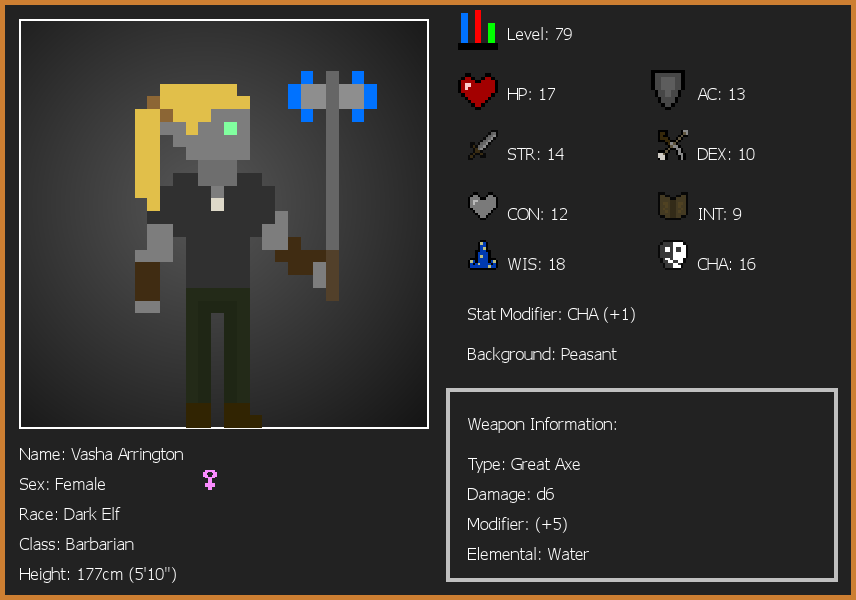 Level: 79
HP: 17
AC: 13
STR: 14
DEX: 10
CON: 12
INT: 9
WIS: 18
CHA: 16
Stat Modifier: CHA (+1)
Background: Peasant
Weapon Information:
Type: Great Axe
Damage: d6
Modifier: (+5)
Elemental: Water
Name: Vasha Arrington
Sex: Female
Race: Dark Elf
Class: Barbarian
Height: 177cm (5'10")